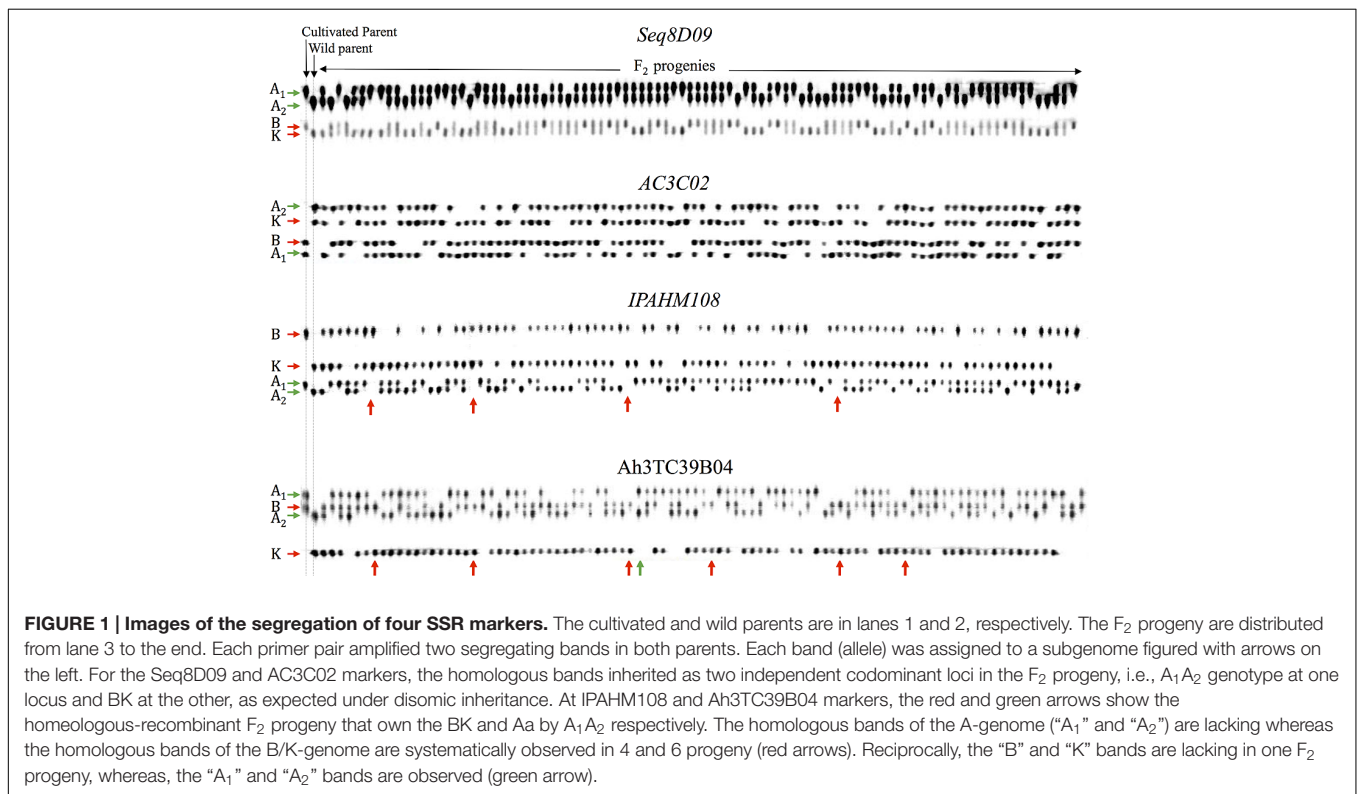 Cultivated Parent
Wild parent
Seq8D09
F₂ progenies
A₁
A₂
B
K
AC3C02
A₂
K
B
A₁
IPAHM108
B
K
A₁
A₂
Ah3TC39B04
A₁
B
A₂
K
FIGURE 1 | Images of the segregation of four SSR markers. The cultivated and wild parents are in lanes 1 and 2, respectively. The F₂ progeny are distributed
from lane 3 to the end. Each primer pair amplified two segregating bands in both parents. Each band (allele) was assigned to a subgenome figured with arrows on
the left. For the Seq8D09 and AC3C02 markers, the homologous bands inherited as two independent codominant loci in the F₂ progeny, i.e., A₁A₂ genotype at one
locus and BK at the other, as expected under disomic inheritance. At IPAHM108 and Ah3TC39B04 markers, the red and green arrows show the
homeologous-recombinant F₂ progeny that own the BK and Aa by A₁A₂ respectively. The homologous bands of the A-genome (“A₁” and “A₂”) are lacking whereas
the homologous bands of the B/K-genome are systematically observed in 4 and 6 progeny (red arrows). Reciprocally, the “B” and “K” bands are lacking in one F₂
progeny, whereas, the “A₁” and “A₂” bands are observed (green arrow).